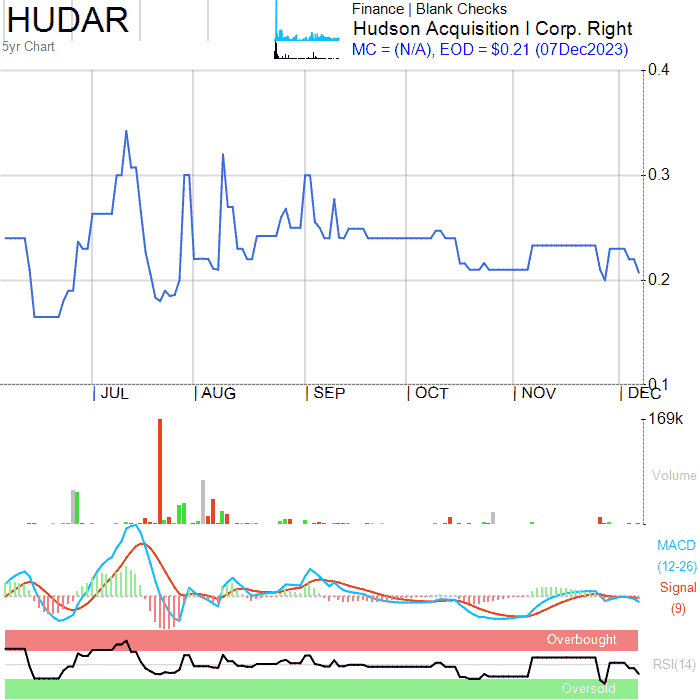 HUDAR
5yr Chart
Finance | Blank Checks
Hudson Acquisition I Corp. Right
MC = (N/A), EOD = $0.21 (07Dec2023)
0.4
0.3
0.2
0.1
JUL AUG SEP OCT NOV DEC
169k
Volume
MACD
(12-26)
Signal
(9)
Overbought
RSI(14)
Oversold